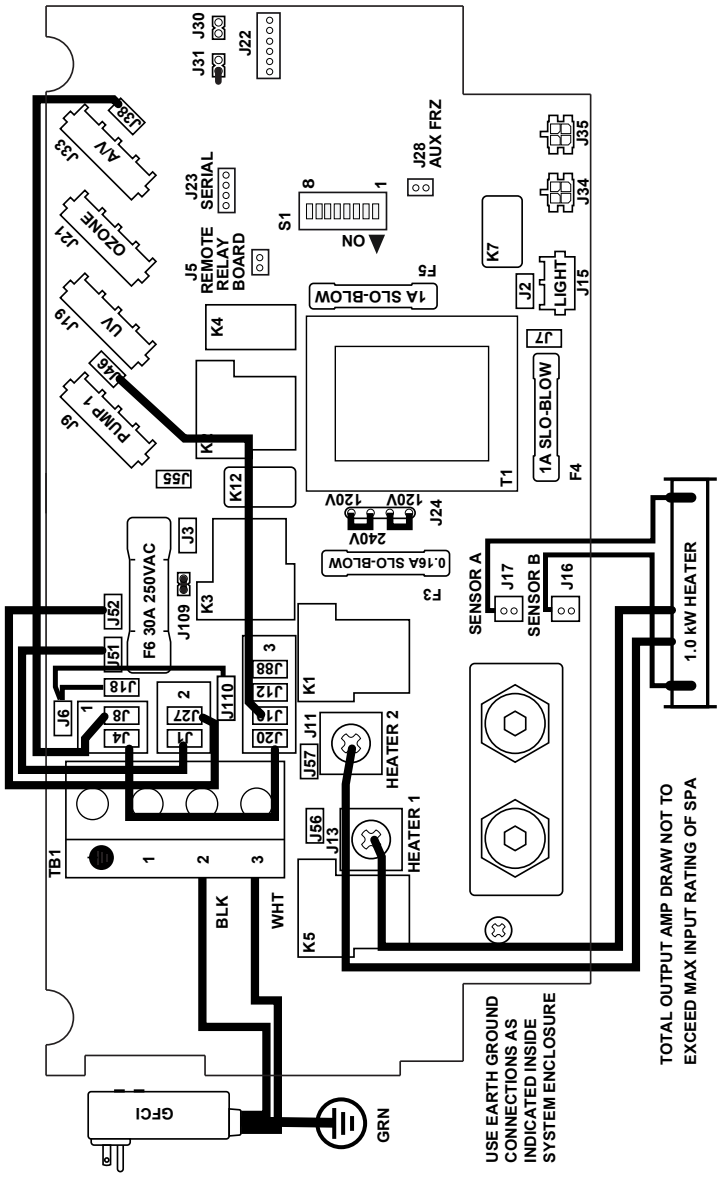 GFCI
GRN
TB1
1
2
3
BLK
WHT
J6
J18
1
J4
J8
2
J1
J27
J110
J51
J52
F6 30A 250VAC
J109
J3
J55
3
J20
J12
J88
J9
PUMP 1
J46
J19
UV
J21
OZONE
J33
A/V
J38
J30
J31
J22
J23
SERIAL
J5
REMOTE
RELAY
BOARD
K12
K3
K4
K5
K1
J56
J13
HEATER 1
J57
J11
HEATER 2
F3
0.16A SLO-BLOW
120V
240V
120V
J24
T1
F5
1A SLO-BLOW
S1
ON
8
1
J28
AUX FRZ
K7
F4
1A SLO-BLOW
J7
J2
LIGHT
J15
J34
J35
SENSOR A
J17
SENSOR B
J16
1.0 kW HEATER
USE EARTH GROUND
CONNECTIONS AS
INDICATED INSIDE
SYSTEM ENCLOSURE
TOTAL OUTPUT AMP DRAW NOT TO
EXCEED MAX INPUT RATING OF SPA